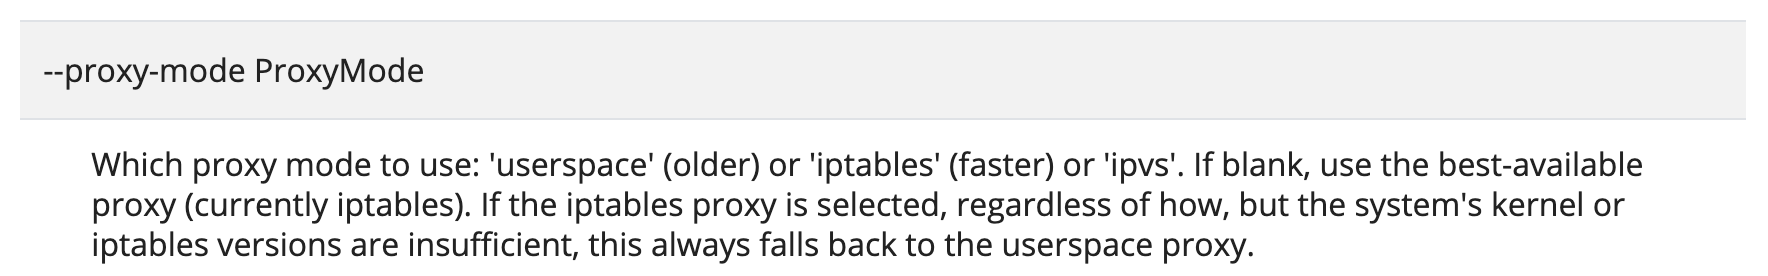 --proxy-mode ProxyMode
Which proxy mode to use: 'userspace' (older) or 'iptables' (faster) or 'ipvs'. If blank, use the best-available
proxy (currently iptables). If the iptables proxy is selected, regardless of how, but the system's kernel or
iptables versions are insufficient, this always falls back to the userspace proxy.